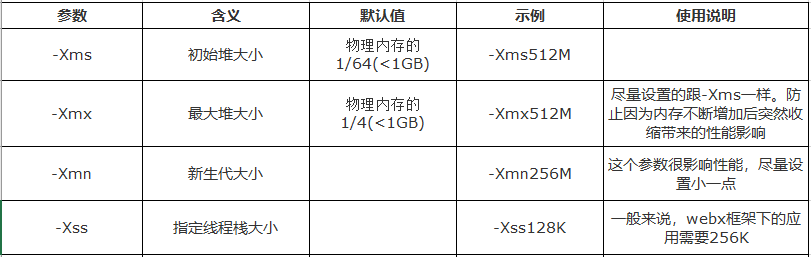 参数 含义 默认值 示例 使用说明
-Xms 初始堆大小 物理内存的 -Xms512M
1/64(<1GB)
-Xmx 最大堆大小 物理内存的 -Xmx512M 尽量设置的跟-Xms一样。防
1/4(<1GB) 止因为内存不断增加后突然收
缩带来的性能影响
-Xmn 新生代大小 -Xmn256M 这个参数很影响性能，尽量设
置小一点
-Xss 指定线程栈大小 -Xss128K 一般来说，webx框架下的应
用需要256K